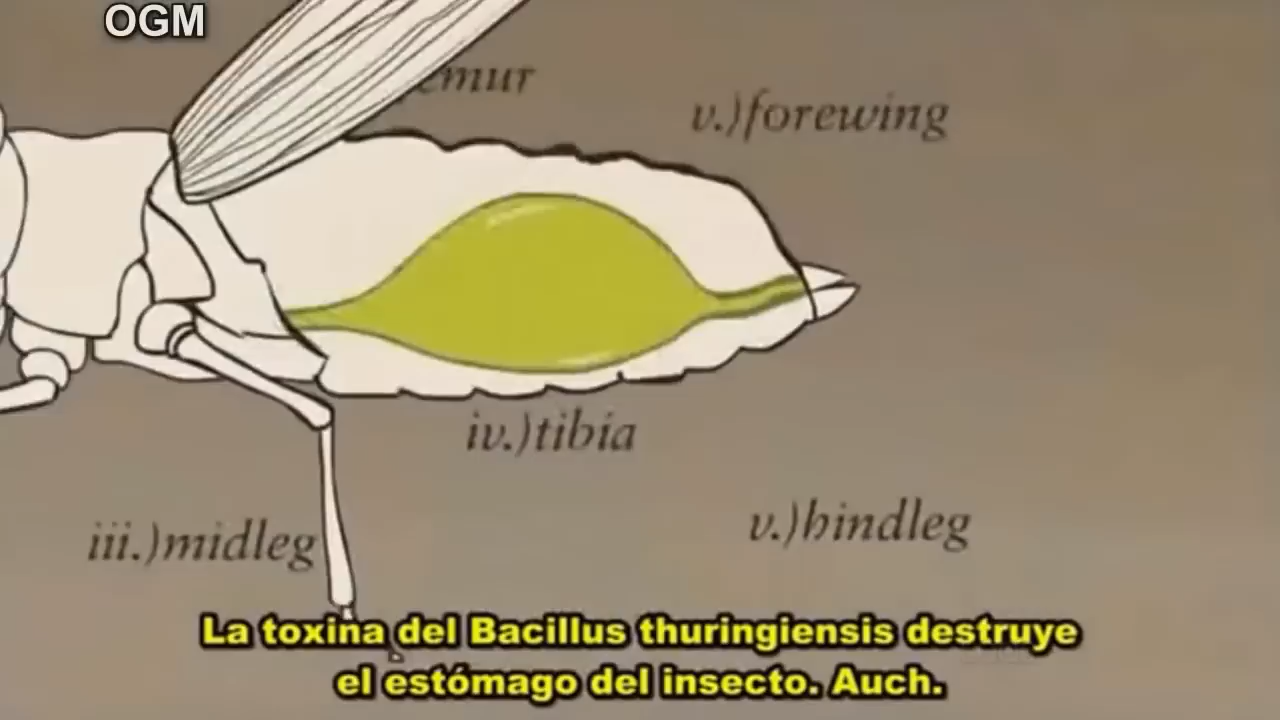 OGM
emur
v.)forewing
iv.)tibia
v.)hindleg
iii.)midleg
La toxina del Bacillus thuringiensis destruye
el estómago del insecto. Auch.